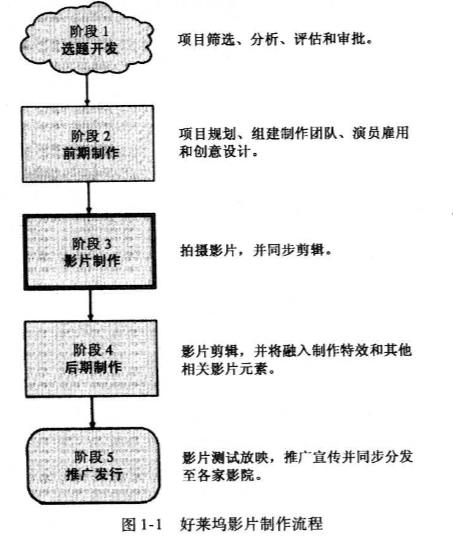 阶段 1
选题开发
项目筛选、分析、评估和审批。
阶段 2
前期制作
项目规划、组建制作团队、演员雇用
和创意设计。
阶段 3
影片制作
拍摄影片，并同步剪辑。
阶段 4
后期制作
影片剪辑，并将融入制作特效和其他
相关影片元素。
阶段 5
推广发行
影片测试放映，推广宣传并同步分发
至各家影院。
图 1-1 好莱坞影片制作流程